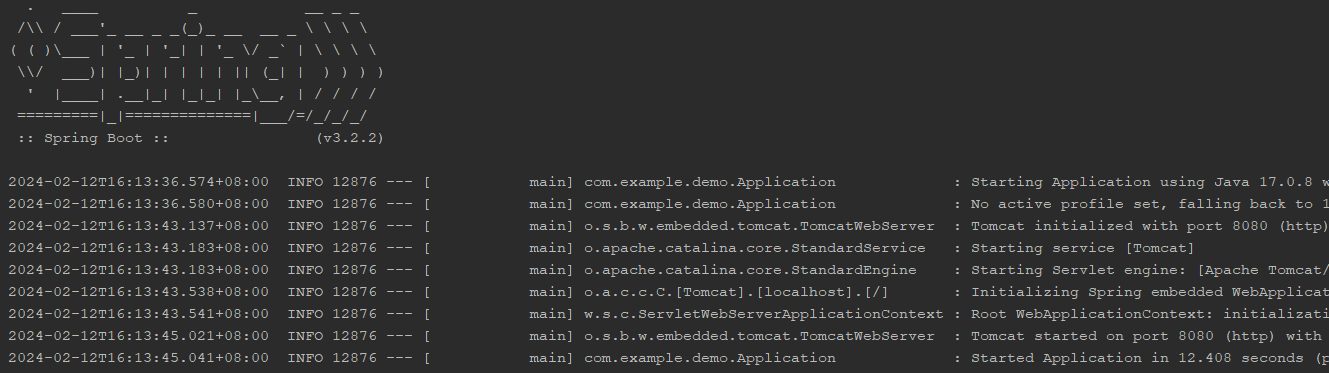 .   ____          _            __ _ _
 /\\ / ___'_ __ _ _(_)_ __  __ _ \ \ \ \
( ( )\___ | '_ | '_| | '_ \/ _` | \ \ \ \
 \\/  ___)| |_)| | | | | || (_| |  ) ) ) )
  '  |____| .__|_| |_|_| |_\__, | / / / /
 =========|_|==============|___/=/_/_/_/
 :: Spring Boot ::                (v3.2.2)
2024-02-12T16:13:36.574+08:00  INFO 12876 --- [           main] com.example.demo.Application             : Starting Application using Java 17.0.8 w
2024-02-12T16:13:36.580+08:00  INFO 12876 --- [           main] com.example.demo.Application             : No active profile set, falling back to 1
2024-02-12T16:13:43.137+08:00  INFO 12876 --- [           main] o.s.b.w.embedded.tomcat.TomcatWebServer  : Tomcat initialized with port 8080 (http)
2024-02-12T16:13:43.183+08:00  INFO 12876 --- [           main] o.apache.catalina.core.StandardService   : Starting service [Tomcat]
2024-02-12T16:13:43.183+08:00  INFO 12876 --- [           main] o.apache.catalina.core.StandardEngine    : Starting Servlet engine: [Apache Tomcat/
2024-02-12T16:13:43.538+08:00  INFO 12876 --- [           main] o.a.c.c.C.[Tomcat].[localhost].[/]       : Initializing Spring embedded WebApplicat
2024-02-12T16:13:43.541+08:00  INFO 12876 --- [           main] w.s.c.ServletWebServerApplicationContext : Root WebApplicationContext: initializati
2024-02-12T16:13:45.021+08:00  INFO 12876 --- [           main] o.s.b.w.embedded.tomcat.TomcatWebServer  : Tomcat started on port 8080 (http) with
2024-02-12T16:13:45.041+08:00  INFO 12876 --- [           main] com.example.demo.Application             : Started Application in 12.408 seconds (p